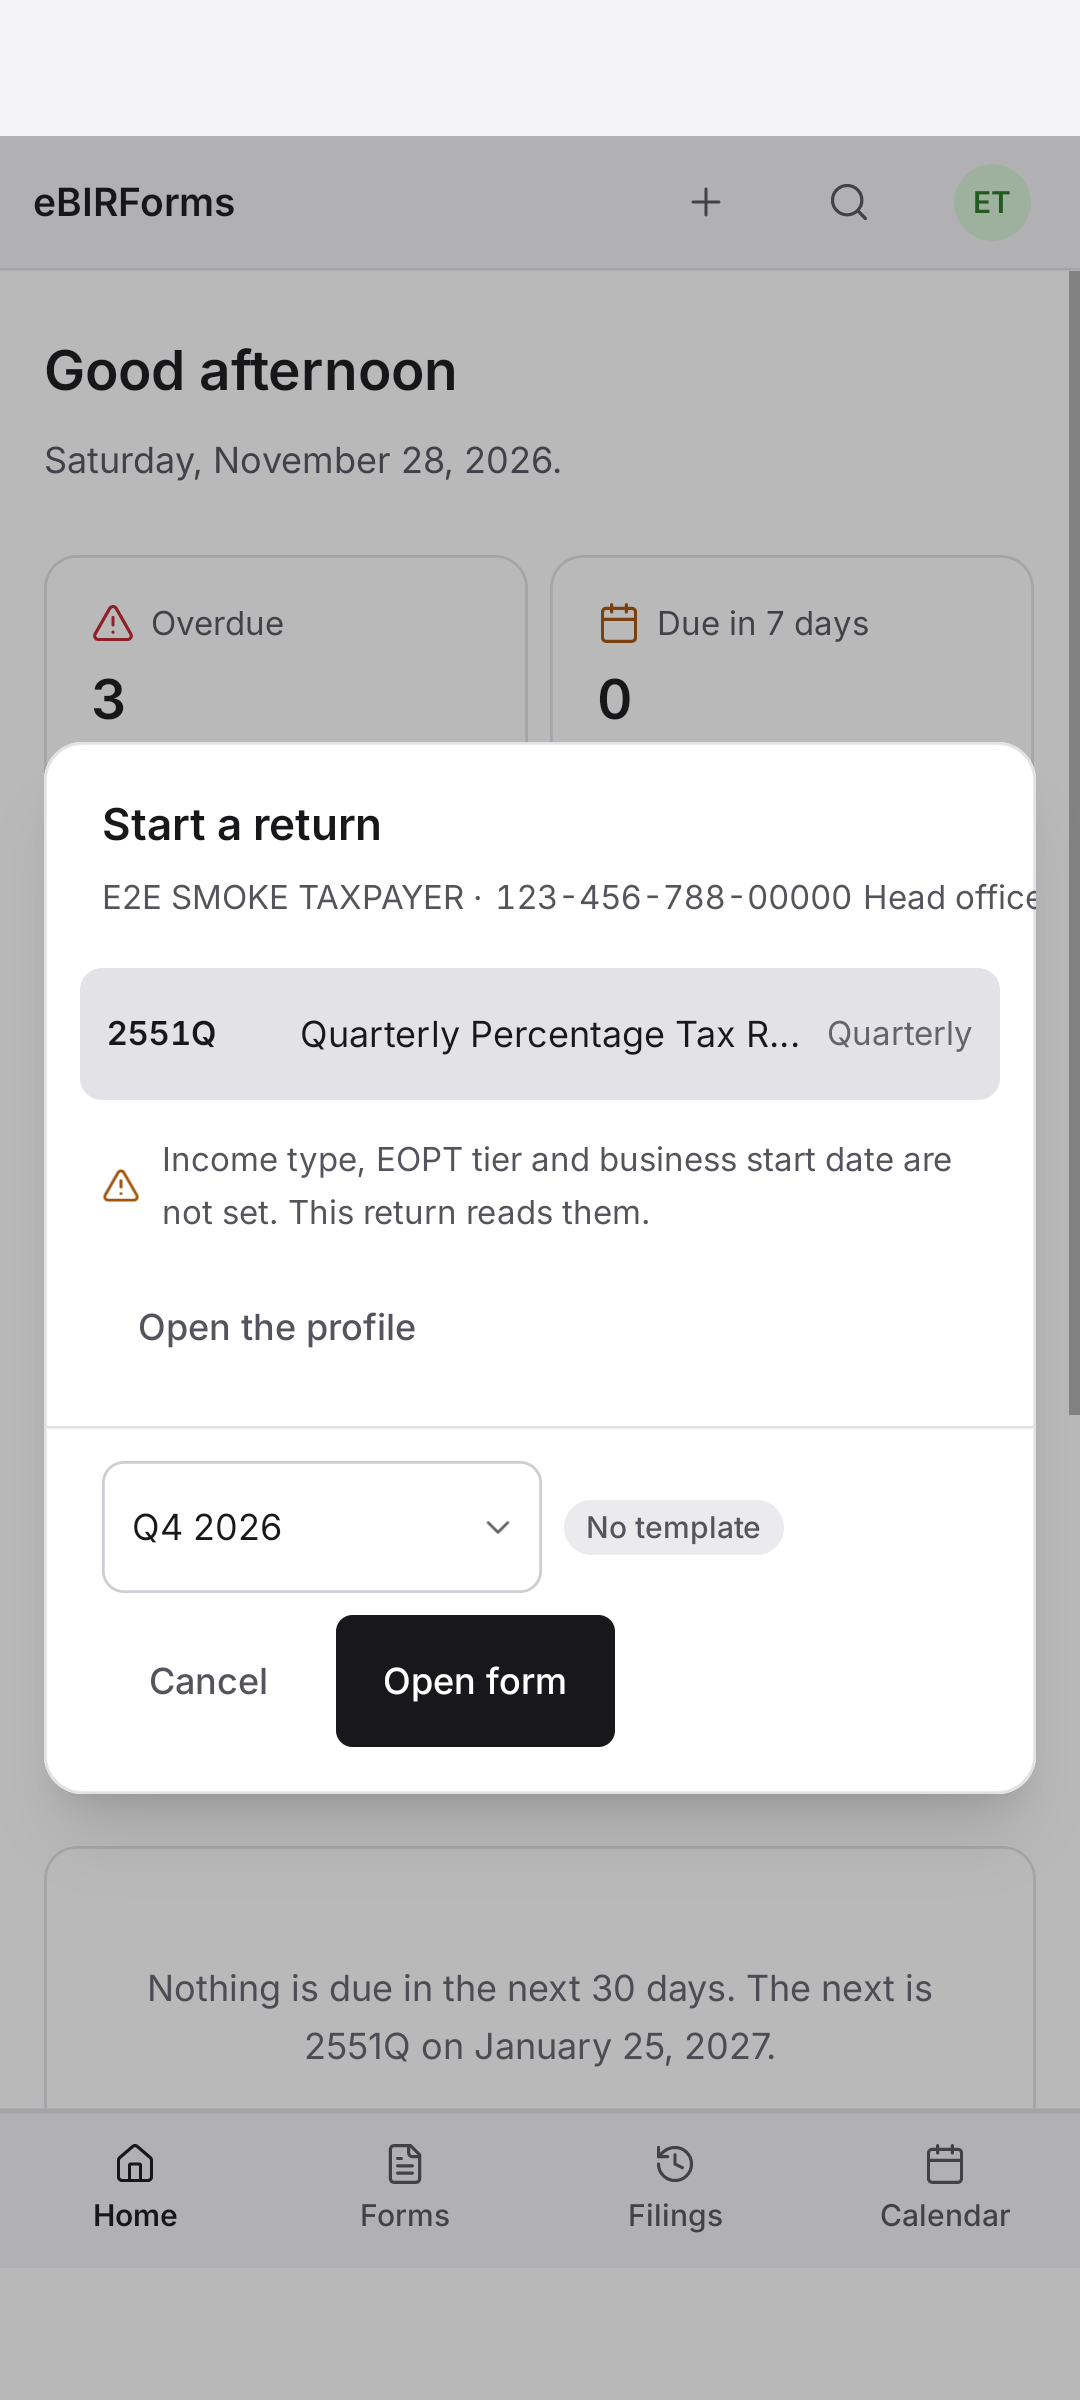 eBIRForms
ET
Good afternoon
Saturday, November 28, 2026.
Overdue
Due in 7 days
3
0
Start a return
E2E SMOKE TAXPAYER · 123-456-788-00000 Head office
2551Q Quarterly Percentage Tax R... Quarterly
Income type, EOPT tier and business start date are
not set. This return reads them.
Open the profile
Q4 2026
No template
Cancel
Open form
Nothing is due in the next 30 days. The next is
2551Q on January 25, 2027.
Home
Forms
Filings
Calendar